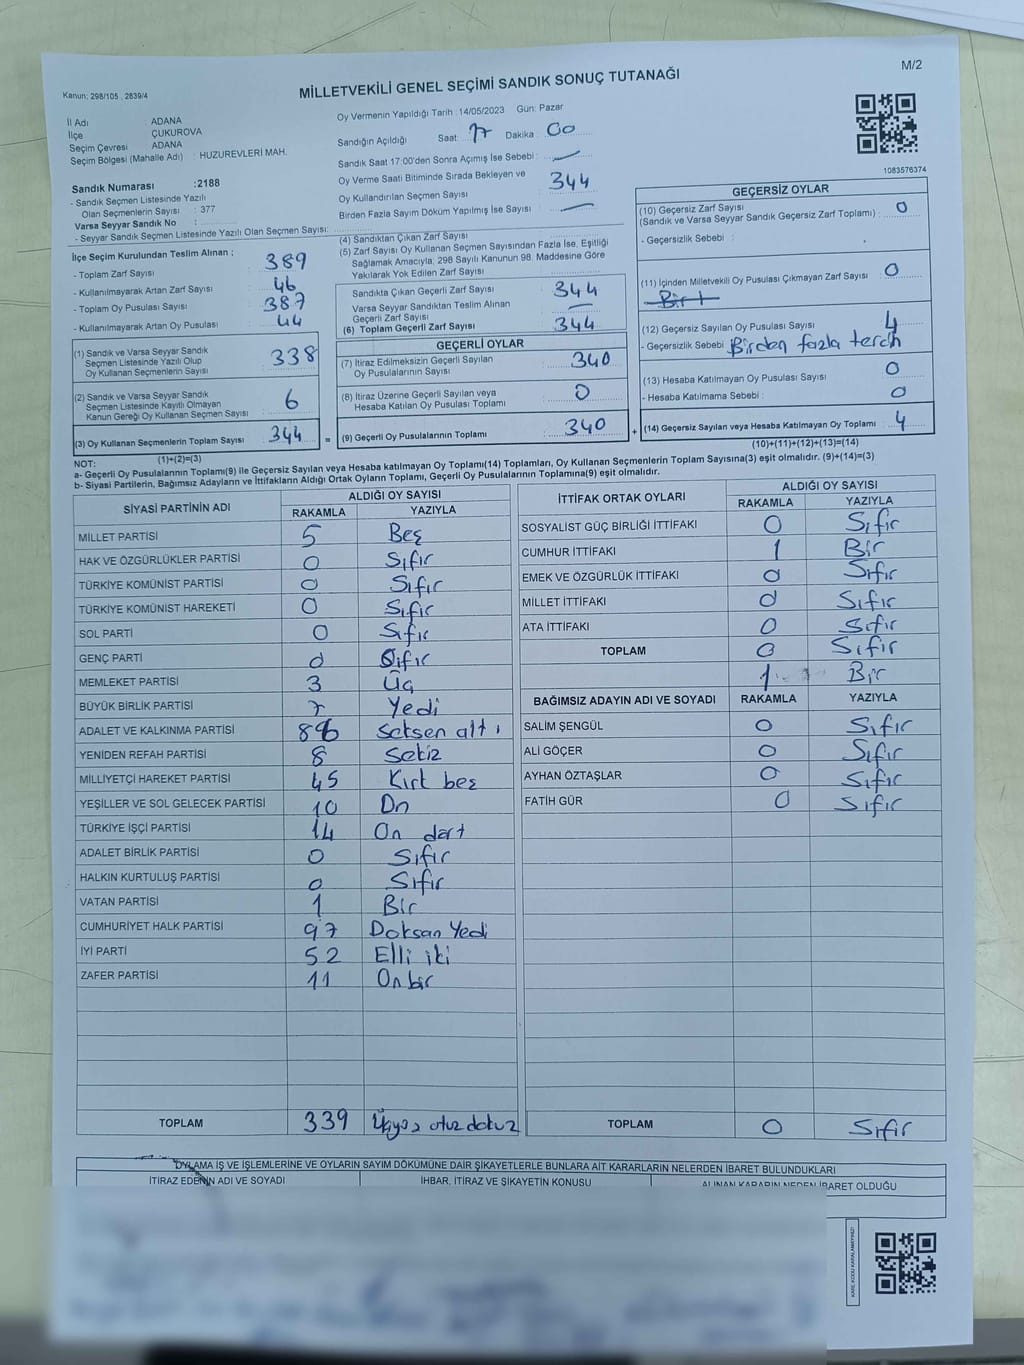 M/2
Kanun: 298/105 , 2839/4
MİLLETVEKİLİ GENEL SEÇİMİ SANDIK SONUÇ TUTANAĞI
İl Adı : ADANA
İlçe : ÇUKUROVA
Seçim Çevresi : ADANA
Seçim Bölgesi (Mahalle Adı) : HUZUREVLERİ MAH.
Sandık Numarası :2188
- Sandık Seçmen Listesinde Yazılı
Olan Seçmenlerin Sayısı : 377
Varsa Seyyar Sandık No :
- Seyyar Sandık Seçmen Listesinde Yazılı Olan Seçmen Sayısı:
Oy Vermenin Yapıldığı Tarih : 14/05/2023 Gün: Pazar
Sandığın Açıldığı Saat: 17 Dakika : 00
Sandık Saat 17:00'den Sonra Açımış İse Sebebi : —
Oy Verme Saati Bitiminde Sırada Bekleyen ve
Oy Kullandırılan Seçmen Sayısı 344
Birden Fazla Sayım Döküm Yapılmış İse Sayısı : —
1083576374
İlçe Seçim Kurulundan Teslim Alınan ;
- Toplam Zarf Sayısı 389
- Kullanılmayarak Artan Zarf Sayısı 46
- Toplam Oy Pusulası Sayısı 387
- Kullanılmayarak Artan Oy Pusulası 44
(1) Sandık ve Varsa Seyyar Sandık
Seçmen Listesinde Yazılı Olup
Oy Kullanan Seçmenlerin Sayısı 338
(2) Sandık ve Varsa Seyyar Sandık
Seçmen Listesinde Kayıtlı Olmayan
Kanun Gereği Oy Kullanan Seçmen Sayısı 6
(3) Oy Kullanan Seçmenlerin Toplam Sayısı 344 =
(1)+(2)=(3)
(4) Sandıktan Çıkan Zarf Sayısı
(5) Zarf Sayısı Oy Kullanan Seçmen Sayısından Fazla İse, Eşitliği
Sağlamak Amacıyla, 298 Sayılı Kanunun 98. Maddesine Göre
Yakılarak Yok Edilen Zarf Sayısı
Sandıkta Çıkan Geçerli Zarf Sayısı 344
Varsa Seyyar Sandıktan Teslim Alınan
Geçerli Zarf Sayısı —
(6) Toplam Geçerli Zarf Sayısı 344
GEÇERLİ OYLAR
(7) İtiraz Edilmeksizin Geçerli Sayılan
Oy Pusulalarının Sayısı 340
(8) İtiraz Üzerine Geçerli Sayılan veya
Hesaba Katılan Oy Pusulası Toplamı 0
(9) Geçerli Oy Pusulalarının Toplamı 340 +
GEÇERSİZ OYLAR
(10) Geçersiz Zarf Sayısı
(Sandık ve Varsa Seyyar Sandık Geçersiz Zarf Toplamı) : 0
- Geçersizlik Sebebi :
(11) İçinden Milletvekili Oy Pusulası Çıkmayan Zarf Sayısı 0
(12) Geçersiz Sayılan Oy Pusulası Sayısı 4
- Geçersizlik Sebebi Birden fazla tercih
(13) Hesaba Katılmayan Oy Pusulası Sayısı 0
- Hesaba Katılmama Sebebi : 0
(14) Geçersiz Sayılan veya Hesaba Katılmayan Oy Toplamı 4
(10)+(11)+(12)+(13)=(14)
NOT:
a- Geçerli Oy Pusulalarının Toplamı(9) ile Geçersiz Sayılan veya Hesaba katılmayan Oy Toplamı(14) Toplamları, Oy Kullanan Seçmenlerin Toplam Sayısına(3) eşit olmalıdır. (9)+(14)=(3)
b- Siyasi Partilerin, Bağımsız Adayların ve İttifakların Aldığı Ortak Oyların Toplamı, Geçerli Oy Pusulalarının Toplamına(9) eşit olmalıdır.
SİYASİ PARTİNİN ADI ALDIĞI OY SAYISI
RAKAMLA YAZIYLA
MİLLET PARTİSİ 5 Beş
HAK VE ÖZGÜRLÜKLER PARTİSİ 0 Sıfır
TÜRKİYE KOMÜNİST PARTİSİ 0 Sıfır
TÜRKİYE KOMÜNİST HAREKETİ 0 Sıfır
SOL PARTİ 0 Sıfır
GENÇ PARTİ 0 Sıfır
MEMLEKET PARTİSİ 3 Üç
BÜYÜK BİRLİK PARTİSİ 7 Yedi
ADALET VE KALKINMA PARTİSİ 86 Seksen altı
YENİDEN REFAH PARTİSİ 8 Sekiz
MİLLİYETÇİ HAREKET PARTİSİ 45 Kırk beş
YEŞİLLER VE SOL GELECEK PARTİSİ 10 On
TÜRKİYE İŞÇİ PARTİSİ 14 On dört
ADALET BİRLİK PARTİSİ 0 Sıfır
HALKIN KURTULUŞ PARTİSİ 0 Sıfır
VATAN PARTİSİ 1 Bir
CUMHURİYET HALK PARTİSİ 97 Doksan Yedi
İYİ PARTİ 52 Elli iki
ZAFER PARTİSİ 11 On bir
TOPLAM 339 Üçyüz otuz dokuz
İTTİFAK ORTAK OYLARI ALDIĞI OY SAYISI
RAKAMLA YAZIYLA
SOSYALİST GÜÇ BİRLİĞİ İTTİFAKI 0 Sıfır
CUMHUR İTTİFAKI 1 Bir
EMEK VE ÖZGÜRLÜK İTTİFAKI 0 Sıfır
MİLLET İTTİFAKI 0 Sıfır
ATA İTTİFAKI 0 Sıfır
TOPLAM 0 Sıfır
1 Bir
BAĞIMSIZ ADAYIN ADI VE SOYADI RAKAMLA YAZIYLA
SALİM ŞENGÜL 0 Sıfır
ALİ GÖÇER 0 Sıfır
AYHAN ÖZTAŞLAR 0 Sıfır
FATİH GÜR 0 Sıfır
TOPLAM 0 Sıfır
OYLAMA İŞ VE İŞLEMLERİNE VE OYLARIN SAYIM DÖKÜMÜNE DAİR ŞİKAYETLERLE BUNLARA AİT KARARLARIN NELERDEN İBARET BULUNDUKLARI
İTİRAZ EDENİN ADI VE SOYADI İHBAR, İTİRAZ VE ŞİKAYETİN KONUSU ALINAN KARARIN NEDEN İBARET OLDUĞU